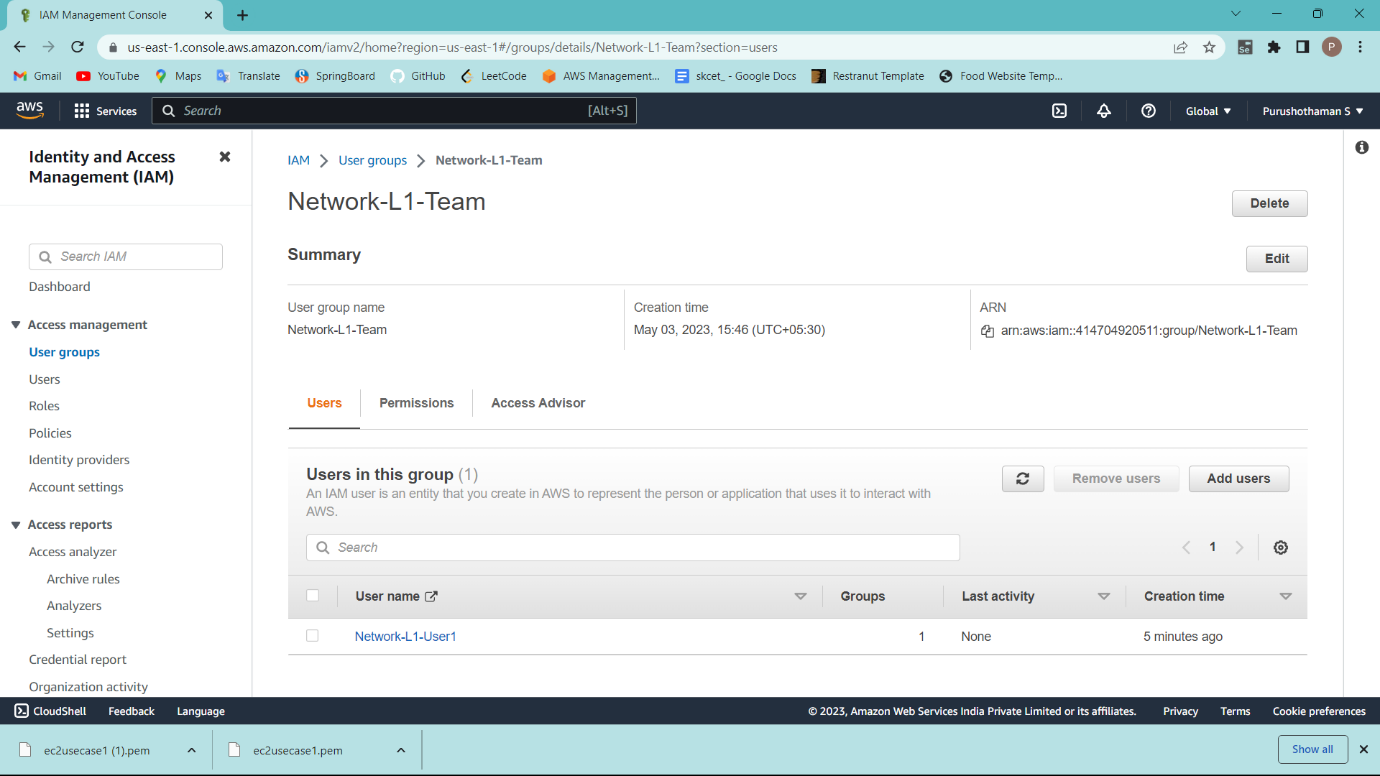 IAM Management Console
us-east-1.console.aws.amazon.com/iamv2/home?region=us-east-1#/groups/details/Network-L1-Team?section=users
Se
P
Gmail
YouTube
Maps
Translate
SpringBoard
GitHub
LeetCode
AWS Management...
skcet_ - Google Docs
Restranut Template
Food Website Temp...
aws
Services
Search
[Alt+S]
Global
Purushothaman S
Identity and Access
Management (IAM)
Search IAM
Dashboard
Access management
User groups
Users
Roles
Policies
Identity providers
Account settings
Access reports
Access analyzer
Archive rules
Analyzers
Settings
Credential report
Organization activity
IAM > User groups > Network-L1-Team
Network-L1-Team
Delete
Summary
Edit
User group name
Network-L1-Team
Creation time
May 03, 2023, 15:46 (UTC+05:30)
ARN
arn:aws:iam::414704920511:group/Network-L1-Team
Users
Permissions
Access Advisor
Users in this group (1)
An IAM user is an entity that you create in AWS to represent the person or application that uses it to interact with
AWS.
Remove users
Add users
Search
1
User name
Groups
Last activity
Creation time
Network-L1-User1
1
None
5 minutes ago
CloudShell
Feedback
Language
© 2023, Amazon Web Services India Private Limited or its affiliates.
Privacy
Terms
Cookie preferences
ec2usecase1 (1).pem
ec2usecase1.pem
Show all